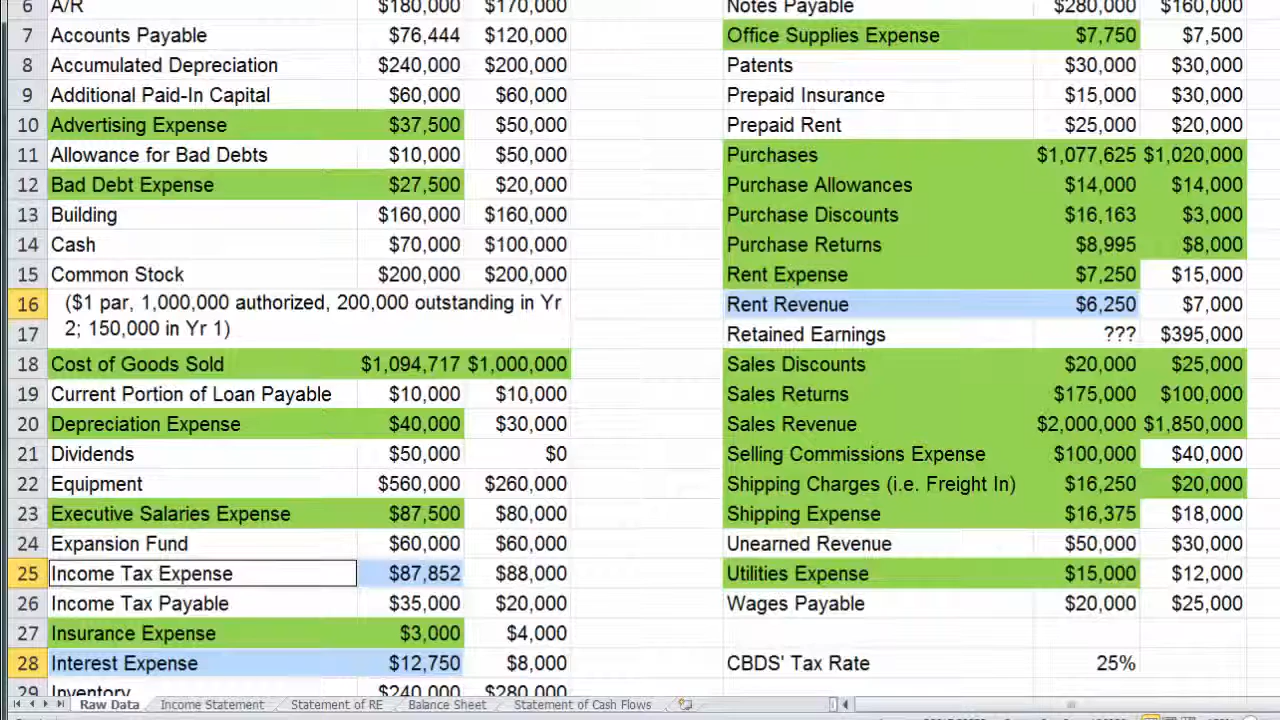 6 A/R $180,000 $170,000 Notes Payable $280,000 $160,000
7 Accounts Payable $76,444 $120,000 Office Supplies Expense $7,750 $7,500
8 Accumulated Depreciation $240,000 $200,000 Patents $30,000 $30,000
9 Additional Paid-In Capital $60,000 $60,000 Prepaid Insurance $15,000 $30,000
10 Advertising Expense $37,500 $50,000 Prepaid Rent $25,000 $20,000
11 Allowance for Bad Debts $10,000 $50,000 Purchases $1,077,625 $1,020,000
12 Bad Debt Expense $27,500 $20,000 Purchase Allowances $14,000 $14,000
13 Building $160,000 $160,000 Purchase Discounts $16,163 $3,000
14 Cash $70,000 $100,000 Purchase Returns $8,995 $8,000
15 Common Stock $200,000 $200,000 Rent Expense $7,250 $15,000
16 ($1 par, 1,000,000 authorized, 200,000 outstanding in Yr Rent Revenue $6,250 $7,000
17 2; 150,000 in Yr 1) Retained Earnings ??? $395,000
18 Cost of Goods Sold $1,094,717 $1,000,000 Sales Discounts $20,000 $25,000
19 Current Portion of Loan Payable $10,000 $10,000 Sales Returns $175,000 $100,000
20 Depreciation Expense $40,000 $30,000 Sales Revenue $2,000,000 $1,850,000
21 Dividends $50,000 $0 Selling Commissions Expense $100,000 $40,000
22 Equipment $560,000 $260,000 Shipping Charges (i.e. Freight In) $16,250 $20,000
23 Executive Salaries Expense $87,500 $80,000 Shipping Expense $16,375 $18,000
24 Expansion Fund $60,000 $60,000 Unearned Revenue $50,000 $30,000
25 Income Tax Expense $87,852 $88,000 Utilities Expense $15,000 $12,000
26 Income Tax Payable $35,000 $20,000 Wages Payable $20,000 $25,000
27 Insurance Expense $3,000 $4,000
28 Interest Expense $12,750 $8,000 CBDS' Tax Rate 25%
29 Inventory $240,000 $280,000
Raw Data Income Statement Statement of RE Balance Sheet Statement of Cash Flows